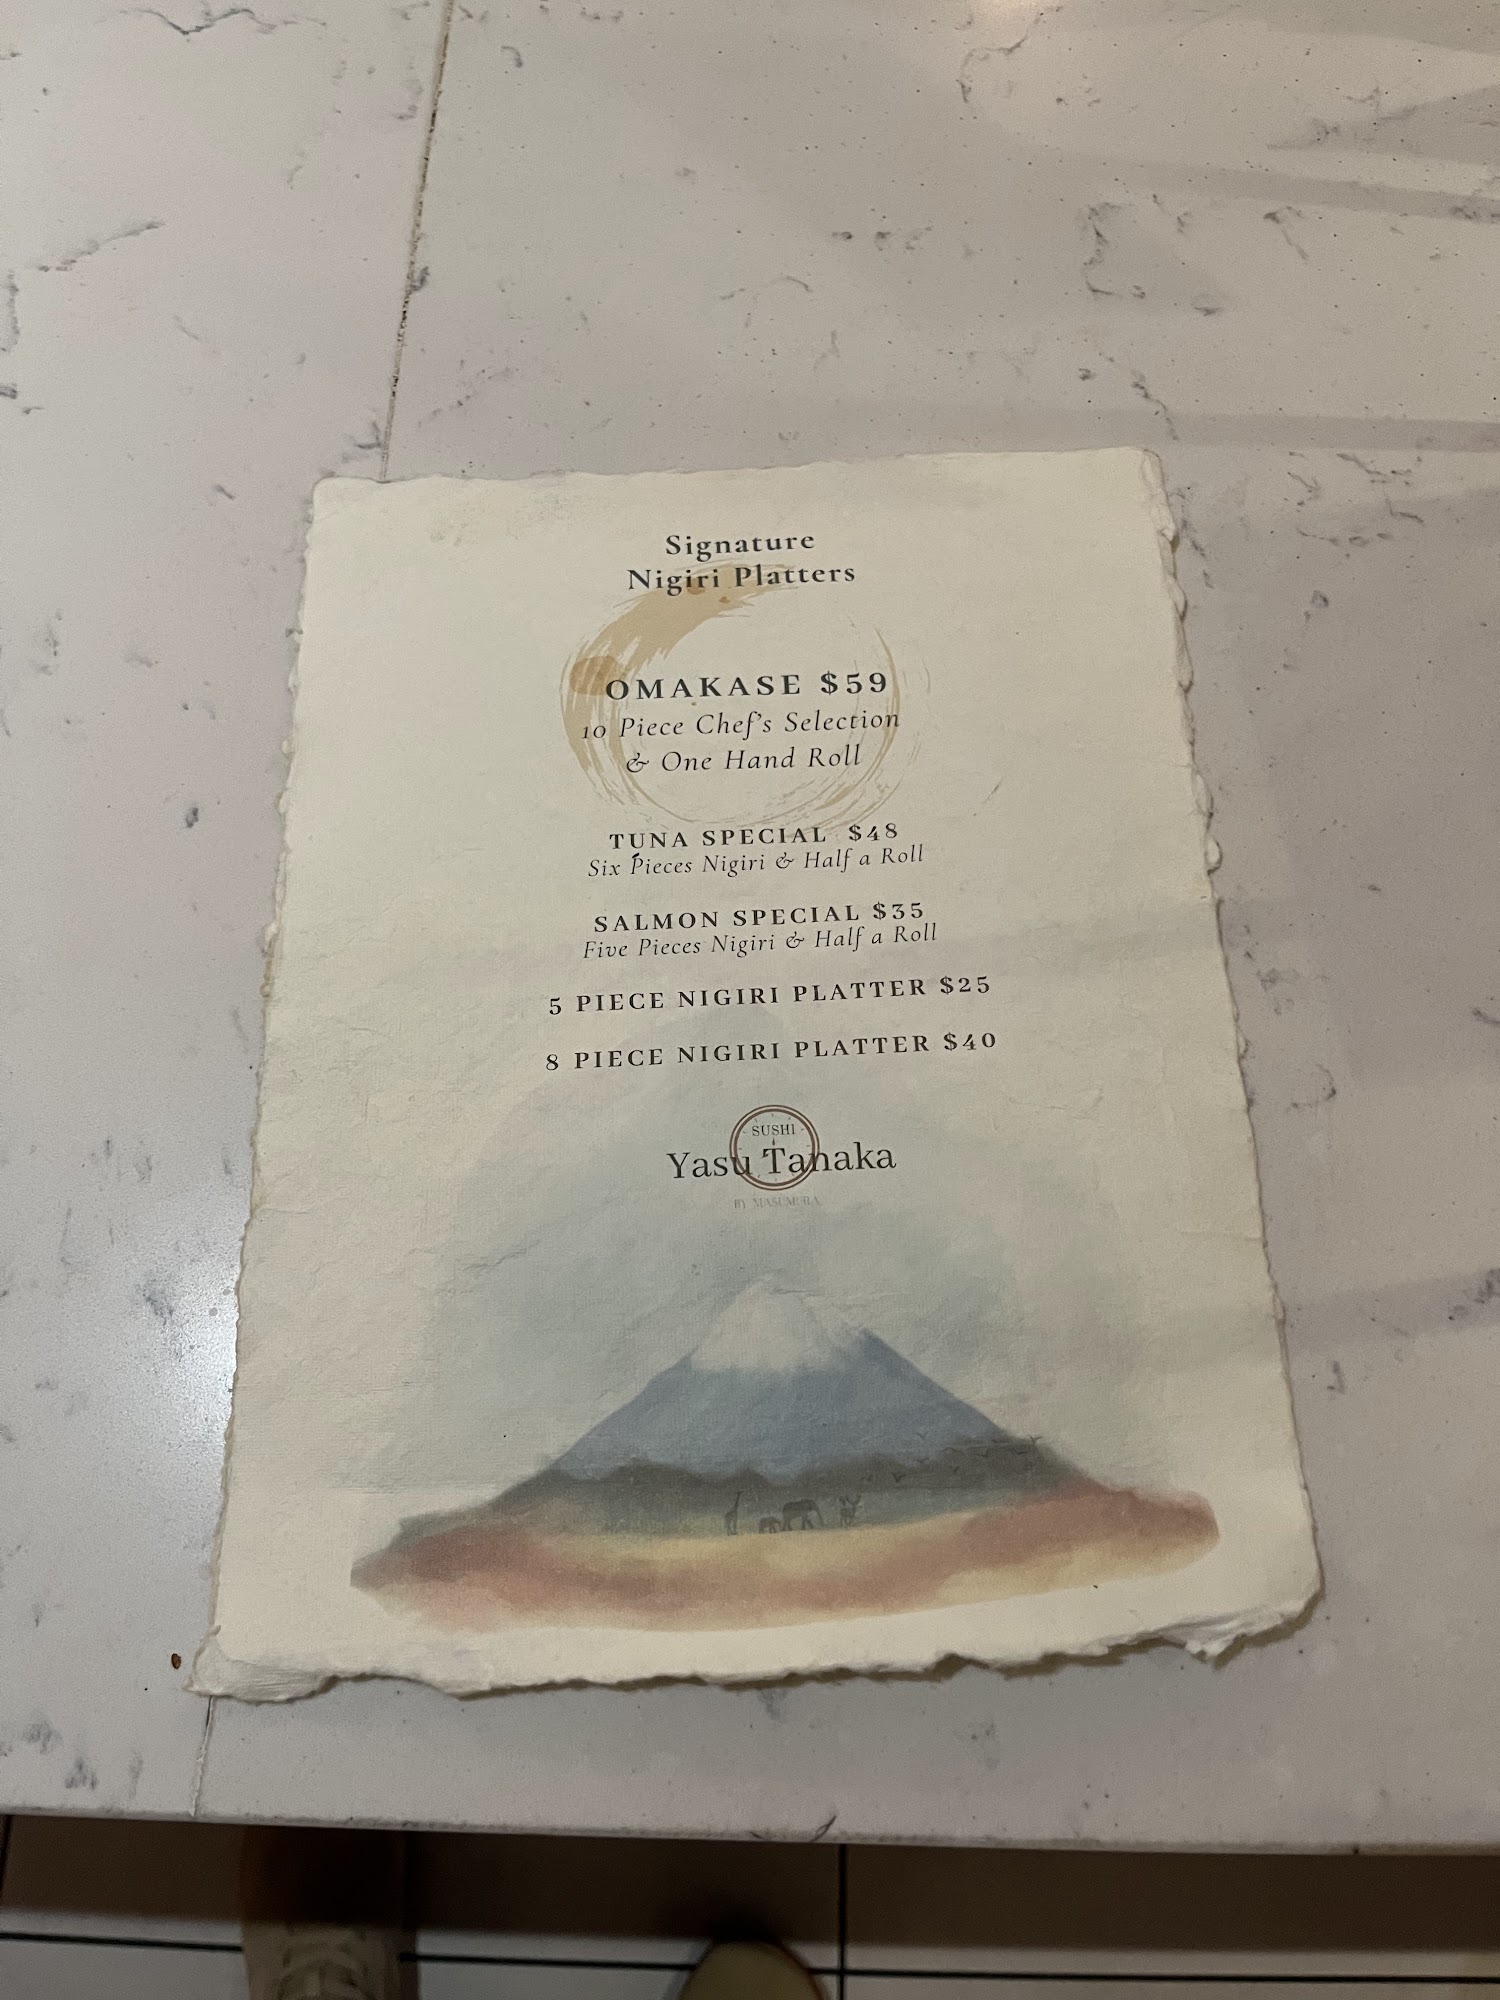 Signature
Nigiri Platters
OMAKASE $59
10 Piece Chef's Selection
& One Hand Roll
TUNA SPECIAL $48
Six Pieces Nigiri & Half a Roll
SALMON SPECIAL $35
Five Pieces Nigiri & Half a Roll
5 PIECE NIGIRI PLATTER $25
8 PIECE NIGIRI PLATTER $40
SUSHI
Yasu Tanaka
BY MASUMURA